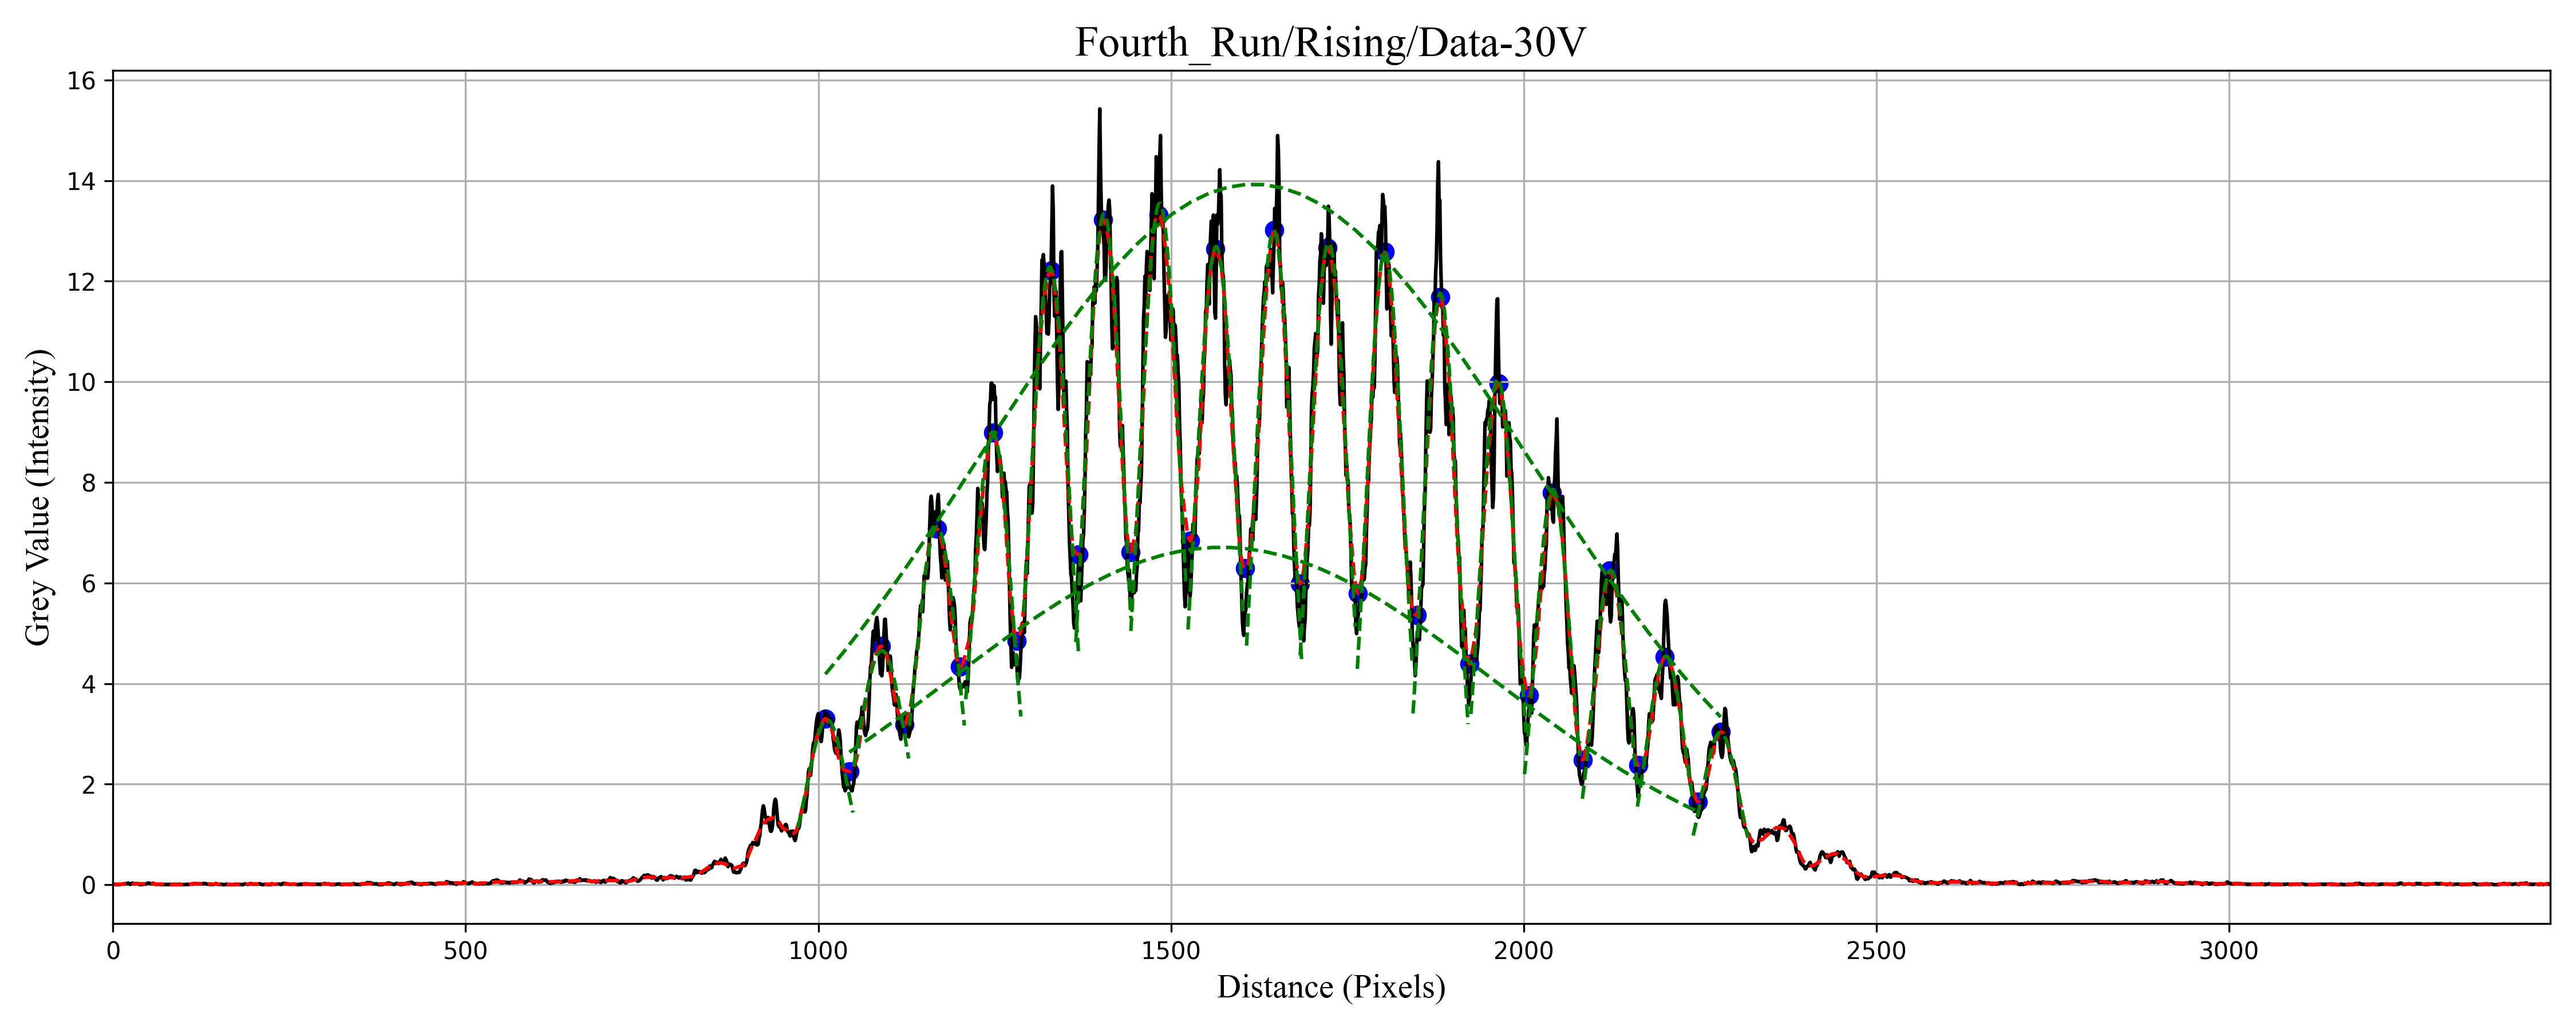 Fourth_Run/Rising/Data-30V
16
14
12
10
8
6
4
2
0
Grey Value (Intensity)
0 500 1000 1500 2000 2500 3000
Distance (Pixels)